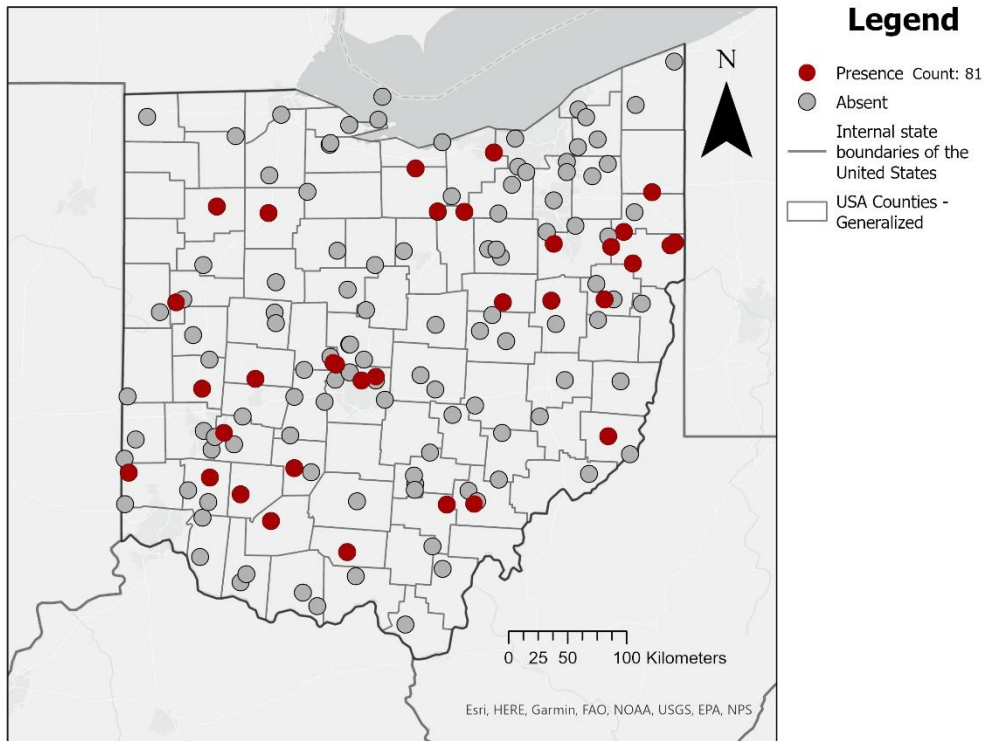 Legend
N
Presence Count: 81
Absent
Internal state
boundaries of the
United States
USA Counties -
Generalized
0 25 50 100 Kilometers
Esri, HERE, Garmin, FAO, NOAA, USGS, EPA, NPS